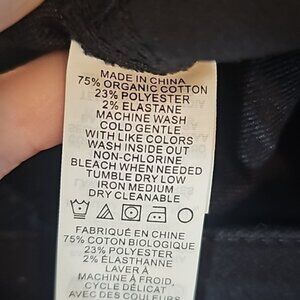 MADE IN CHINA
75% ORGANIC COTTON
23% POLYESTER
2% ELASTANE
MACHINE WASH
COLD GENTLE
WITH LIKE COLORS
WASH INSIDE OUT
NON-CHLORINE
BLEACH WHEN NEEDED
TUMBLE DRY LOW
IRON MEDIUM
DRY CLEANABLE
FABRIQUÉ EN CHINE
75% COTON BIOLOGIQUE
23% POLYESTER
2% ÉLASTHANNE
LAVER À
MACHINE À FROID,
CYCLE DÉLICAT
AVEC DES COULEURS